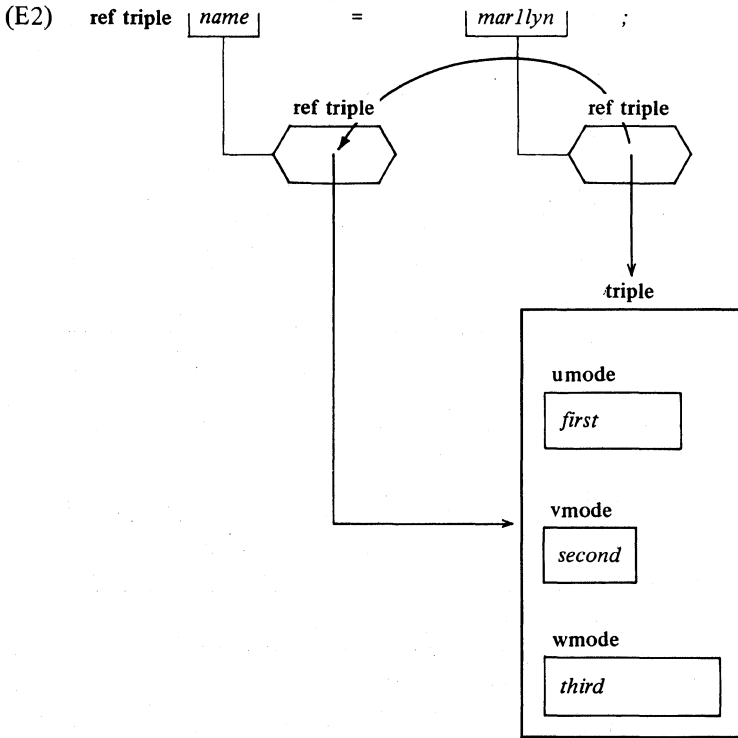 (E2) ref triple name = mar1lyn ;
ref triple ref triple
triple
umode
first
vmode
second
wmode
third